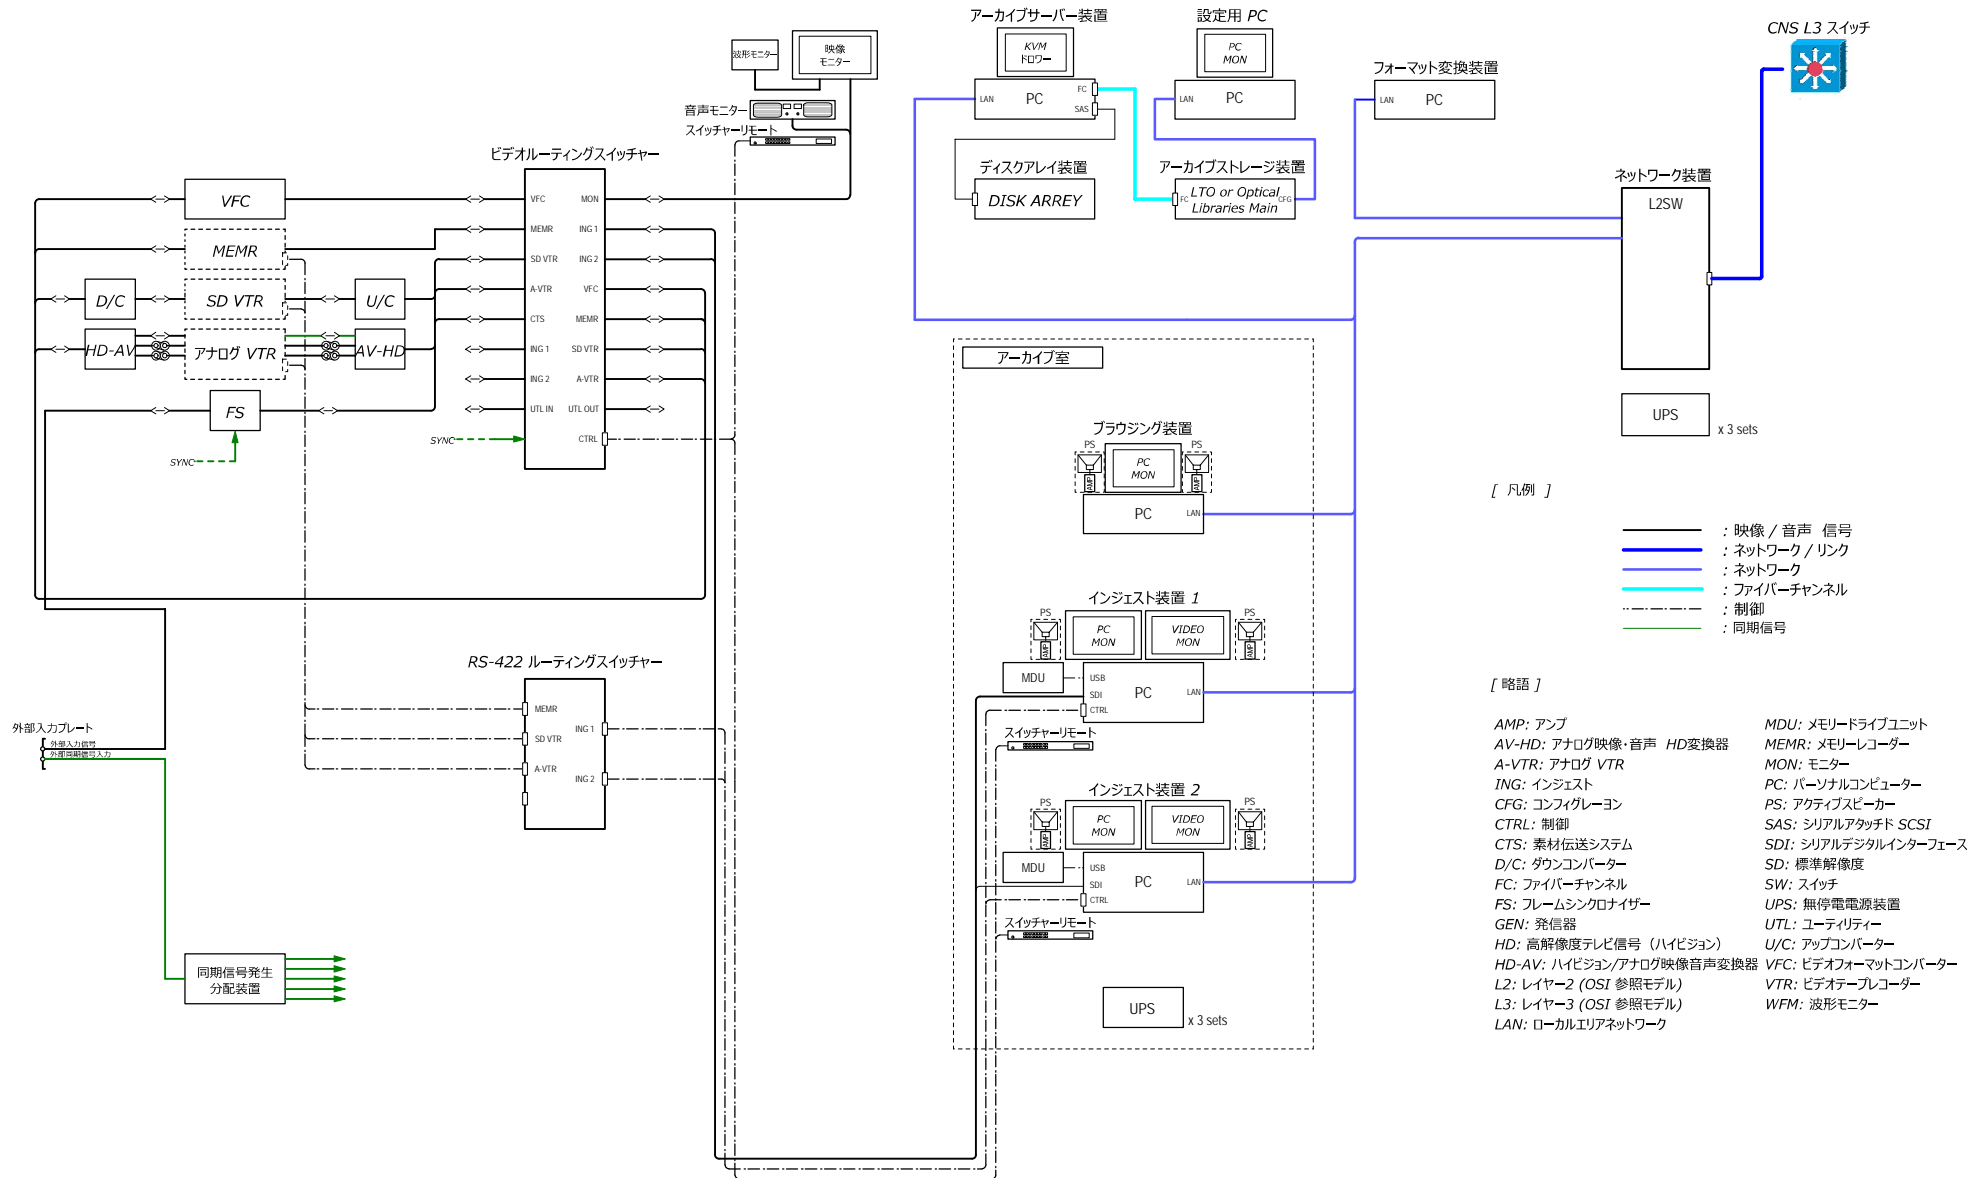 アーカイブサーバー装置
設定用 PC
CNS L3 スイッチ
波形モニター
映像
モニター
KVM
ドロワー
PC
MON
フォーマット変換装置
LAN
PC
FC
SAS
LAN
PC
LAN
PC
音声モニター
スイッチャーリモート
ビデオルーティングスイッチャー
ディスクアレイ装置
DISK ARREY
アーカイブストレージ装置
FC
LTO or Optical
Libraries Main
CFG
ネットワーク装置
L2SW
VFC
MEMR
D/C
SD VTR
U/C
HD-AV
アナログ VTR
AV-HD
FS
SYNC
VFC
MON
MEMR
ING 1
SD VTR
ING 2
A-VTR
VFC
CTS
MEMR
ING 1
SD VTR
ING 2
A-VTR
UTL IN
UTL OUT
SYNC
CTRL
アーカイブ室
UPS
x 3 sets
ブラウジング装置
PS
PC
MON
PS
AMP
AMP
PC
LAN
インジェスト装置 1
PS
PC
MON
VIDEO
MON
PS
AMP
AMP
MDU
USB
SDI
CTRL
PC
LAN
スイッチャーリモート
インジェスト装置 2
PS
PC
MON
VIDEO
MON
PS
AMP
AMP
MDU
USB
SDI
CTRL
PC
LAN
スイッチャーリモート
UPS
x 3 sets
RS-422 ルーティングスイッチャー
MEMR
ING 1
SD VTR
A-VTR
ING 2
外部入力プレート
外部入力信号
外部同期信号入力
同期信号発生
分配装置
[ 凡例 ]
: 映像 / 音声 信号
: ネットワーク / リンク
: ネットワーク
: ファイバーチャンネル
: 制御
: 同期信号
[ 略語 ]
AMP: アンプ
AV-HD: アナログ映像・音声 HD変換器
A-VTR: アナログ VTR
ING: インジェスト
CFG: コンフィグレーヨン
CTRL: 制御
CTS: 素材伝送システム
D/C: ダウンコンバーター
FC: ファイバーチャンネル
FS: フレームシンクロナイザー
GEN: 発信器
HD: 高解像度テレビ信号（ハイビジョン）
HD-AV: ハイビジョン/アナログ映像音声変換器
L2: レイヤー2 (OSI 参照モデル)
L3: レイヤー3 (OSI 参照モデル)
LAN: ローカルエリアネットワーク
MDU: メモリードライブユニット
MEMR: メモリーレコーダー
MON: モニター
PC: パーソナルコンピューター
PS: アクティブスピーカー
SAS: シリアルアタッチド SCSI
SDI: シリアルデジタルインターフェース
SD: 標準解像度
SW: スイッチ
UPS: 無停電電源装置
UTL: ユーティリティー
U/C: アップコンバーター
VFC: ビデオフォーマットコンバーター
VTR: ビデオテープレコーダー
WFM: 波形モニター